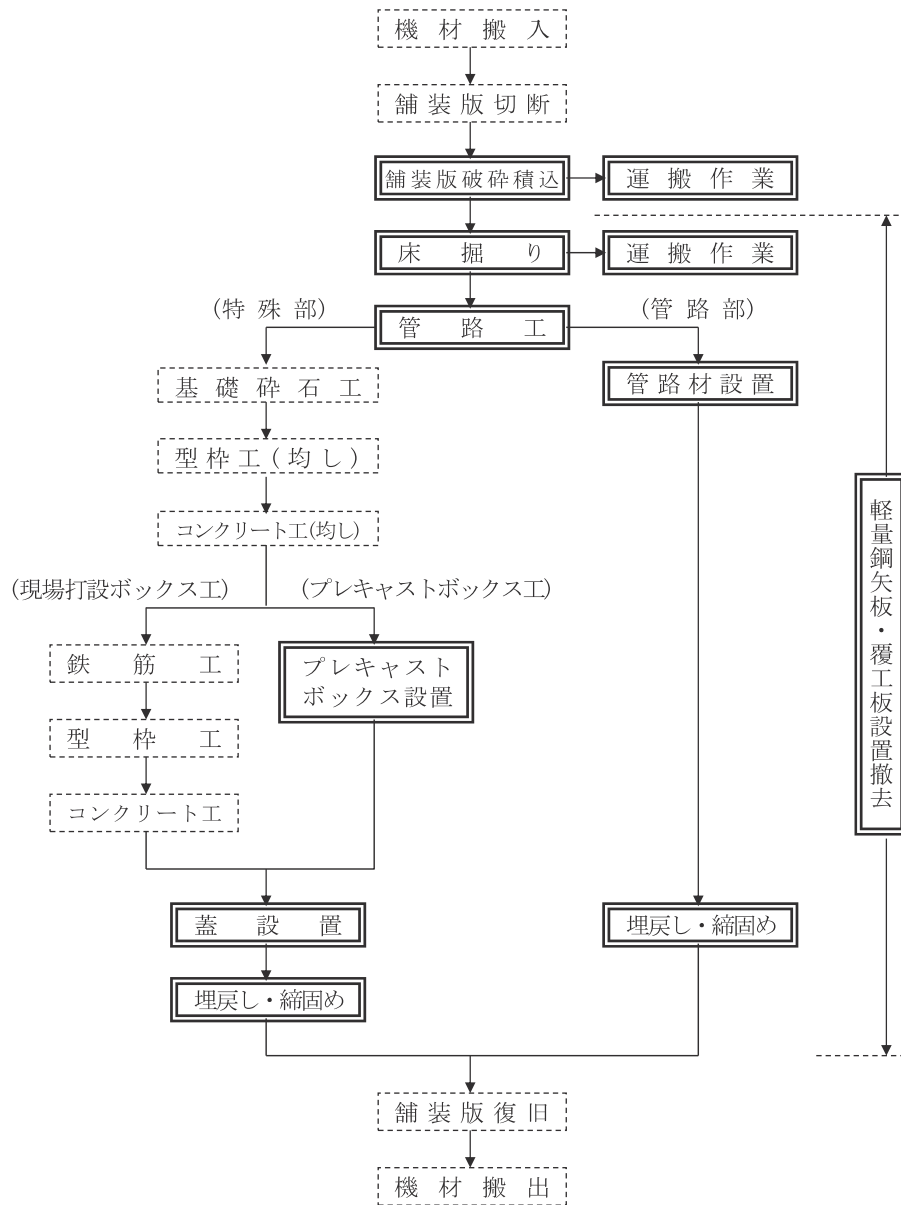 機材搬入
舗装版切断
舗装版破砕積込
運搬作業
床掘り
運搬作業
(特殊部)
(管路部)
管路工
基礎砕石工
管路材設置
型枠工(均し)
コンクリート工(均し)
(現場打設ボックス工)
(プレキャストボックス工)
鉄筋工
プレキャスト
ボックス設置
型枠工
コンクリート工
軽量鋼矢板・覆工板設置撤去
蓋設置
埋戻し・締固め
埋戻し・締固め
舗装版復旧
機材搬出